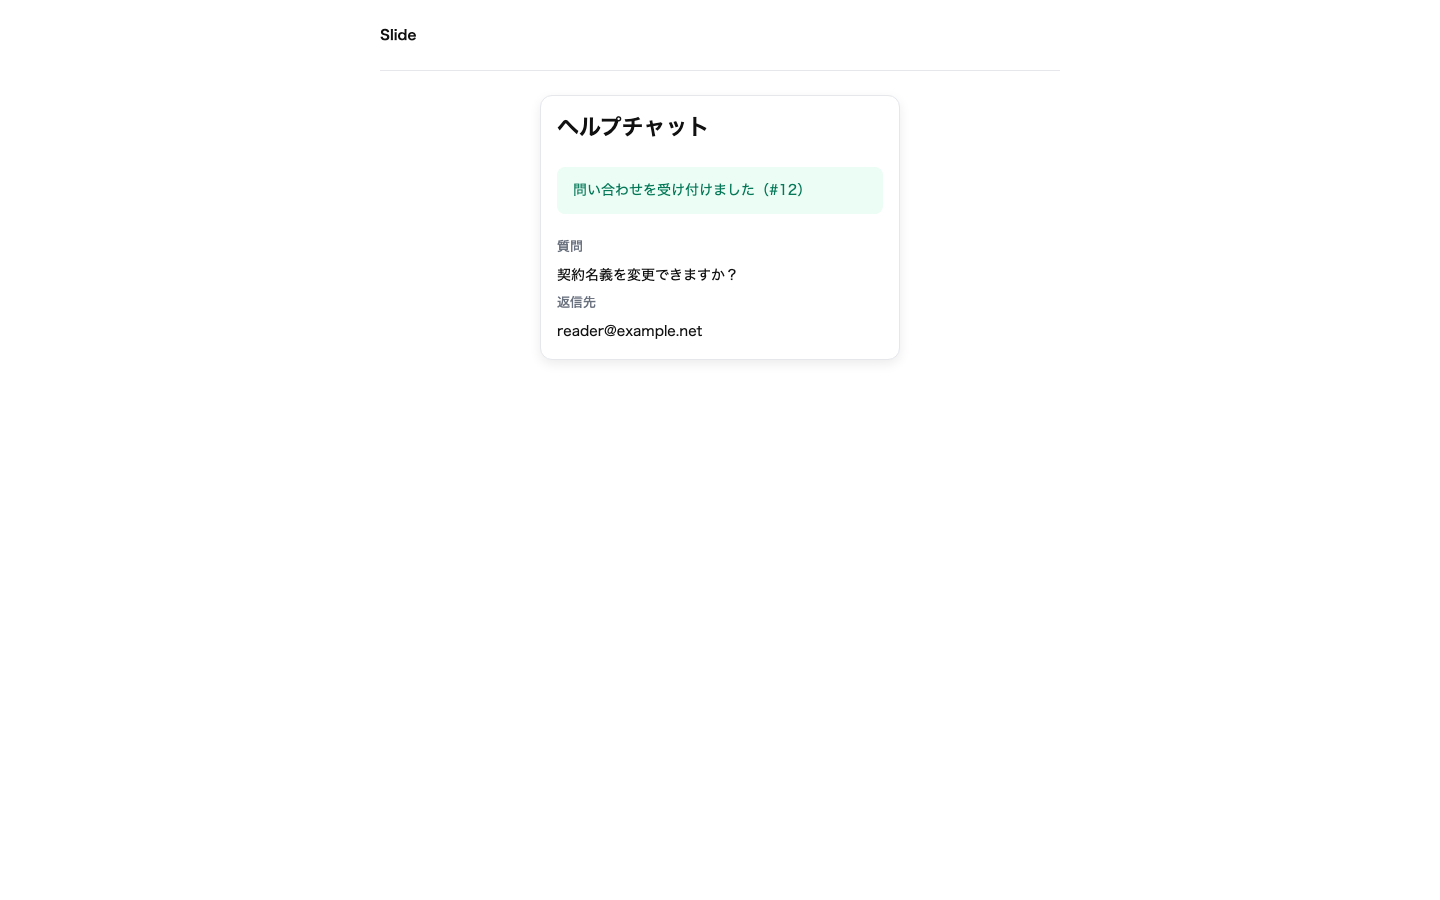 Slide
ヘルプチャット
問い合わせを受け付けました（#12）
質問
契約名義を変更できますか？
返信先
reader@example.net